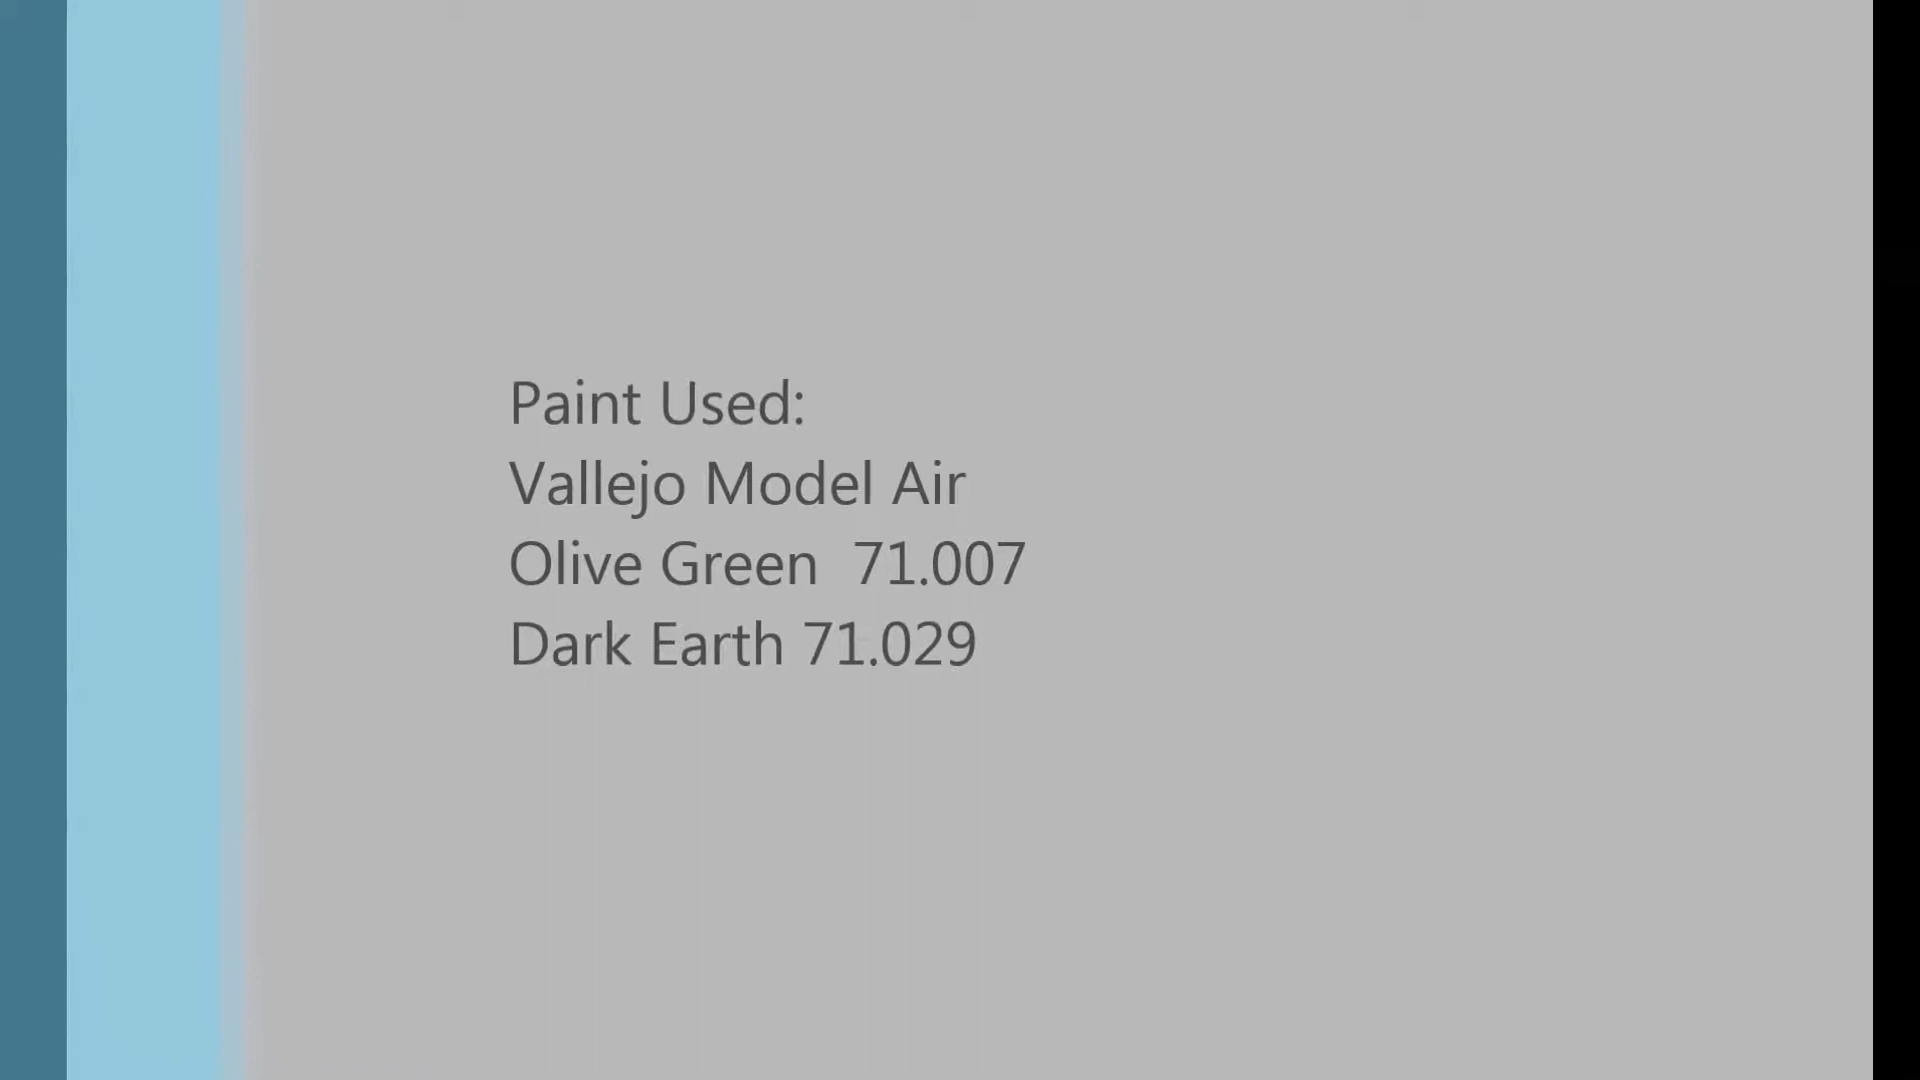 Paint Used:
Vallejo Model Air
Olive Green  71.007
Dark Earth 71.029